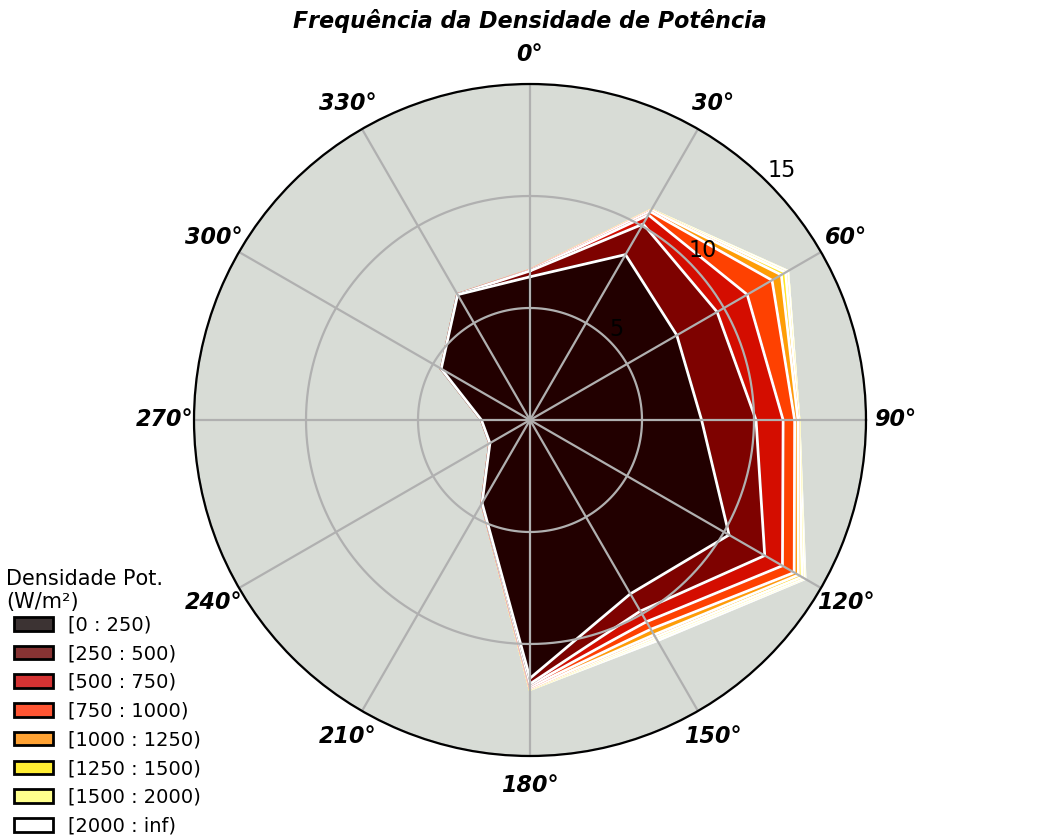 Frequência da Densidade de Potência
0°
330°
30°
15
300°
60°
10
5
270°
90°
240°
120°
210°
150°
180°
Densidade Pot.
(W/m²)
[0 : 250)
[250 : 500)
[500 : 750)
[750 : 1000)
[1000 : 1250)
[1250 : 1500)
[1500 : 2000)
[2000 : inf)